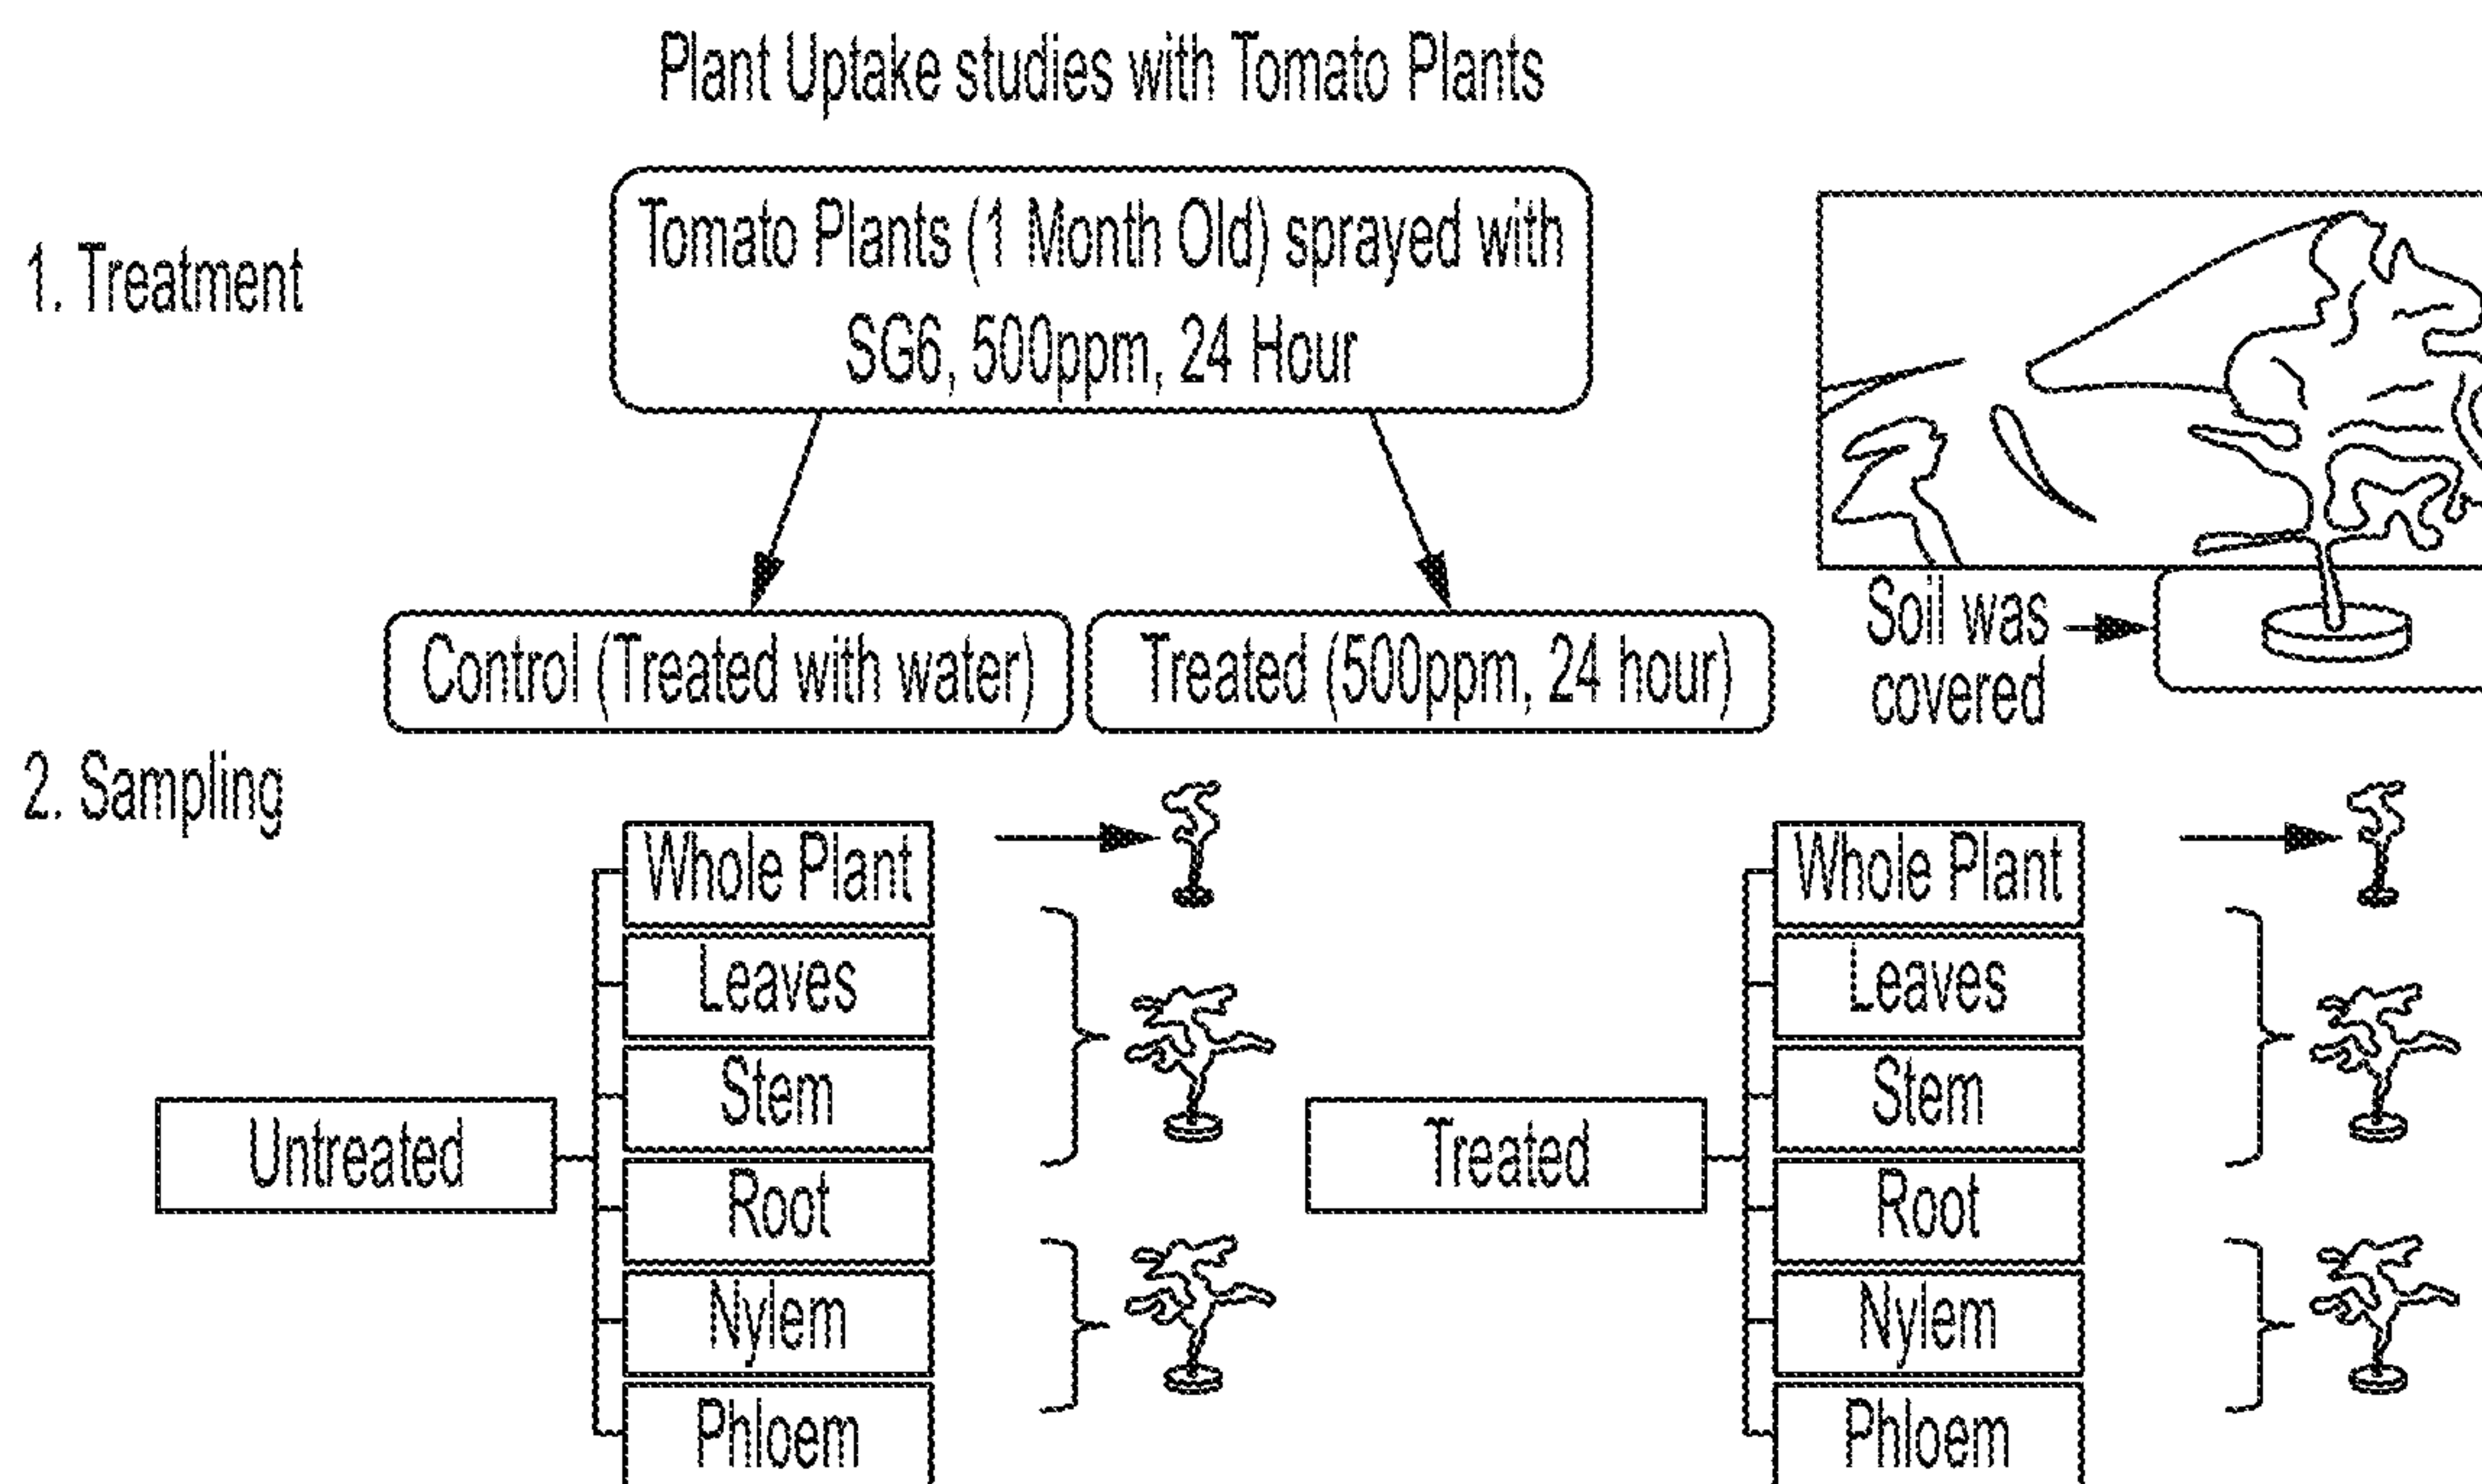 Plant Uptake studies with Tomato Plants
1. Treatment
Tomato Plants (1 Month Old) sprayed with
SG6, 500ppm, 24 Hour
Control (Treated with water)
Treated (500ppm, 24 hour)
Soil was
covered
2. Sampling
Untreated
Whole Plant
Leaves
Stem
Root
Nylem
Phloem
Treated
Whole Plant
Leaves
Stem
Root
Nylem
Phloem